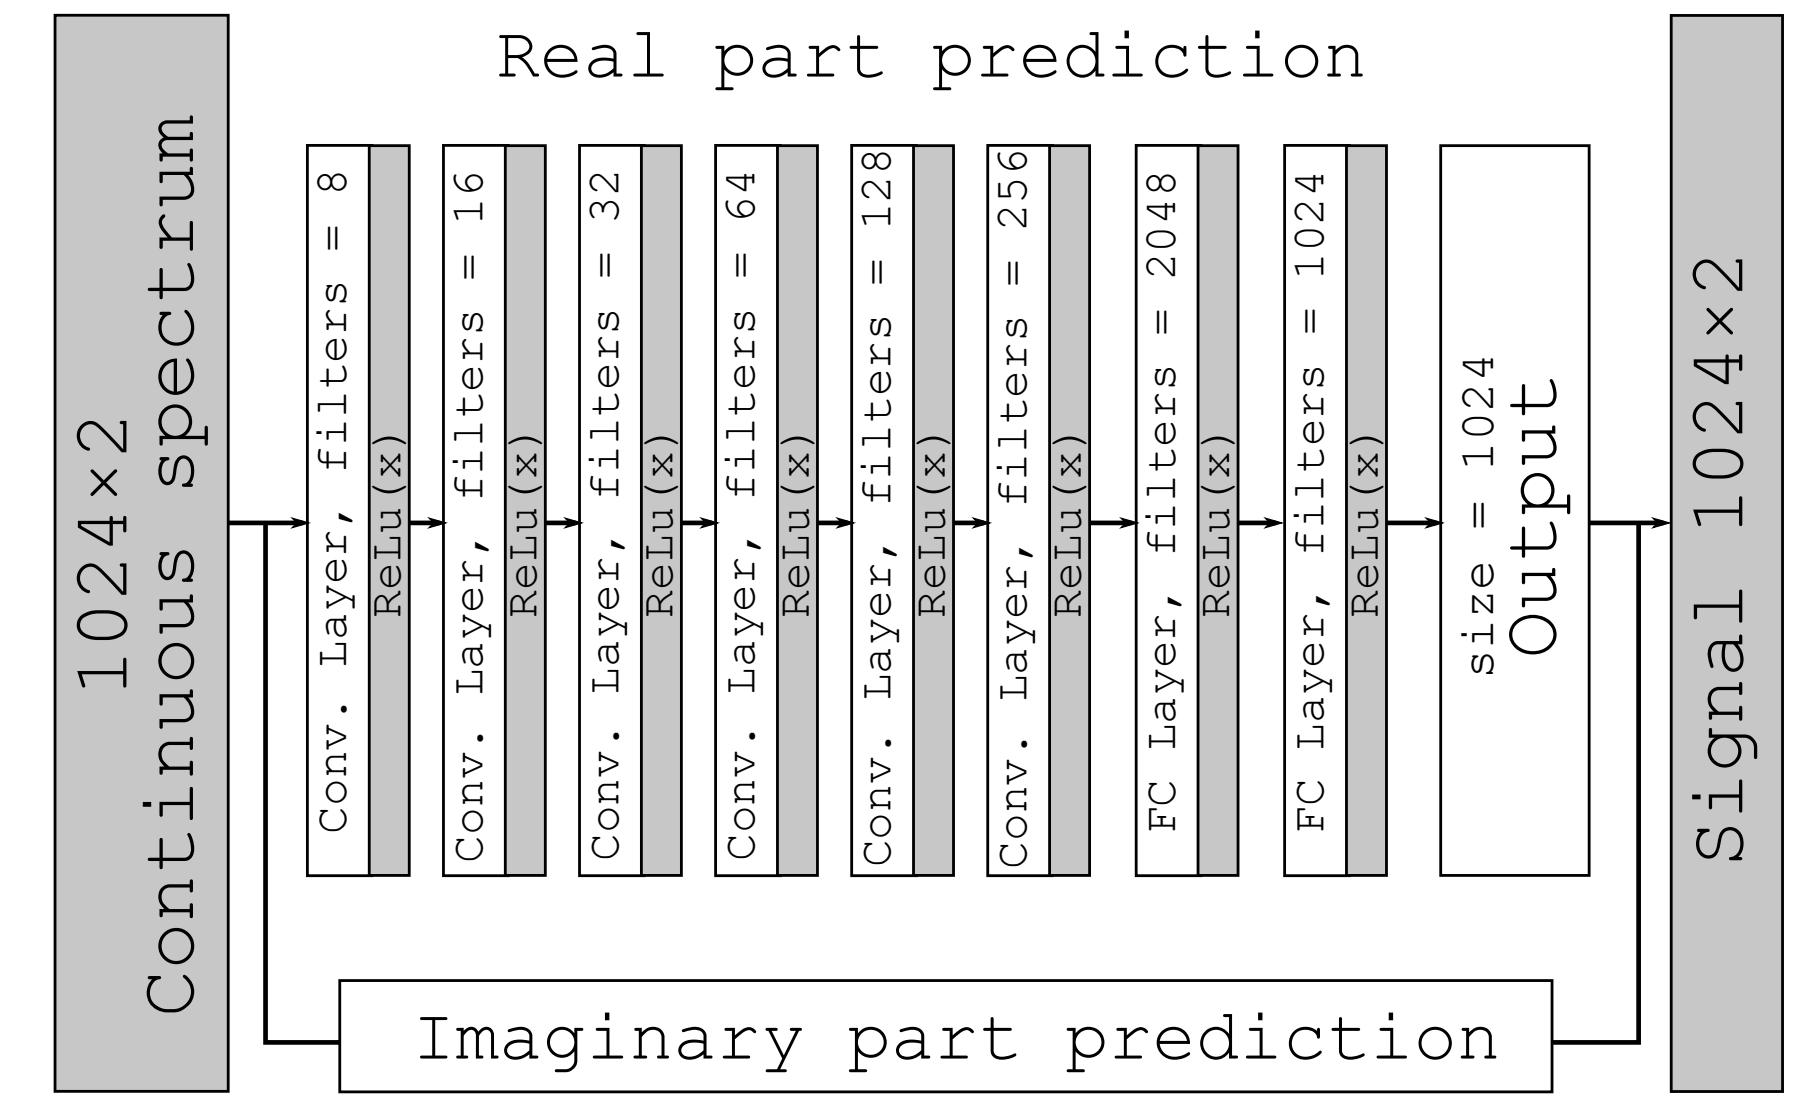 1024×2
Continuous spectrum
Real part prediction
Conv. Layer, filters = 8
ReLu(x)
Conv. Layer, filters = 16
ReLu(x)
Conv. Layer, filters = 32
ReLu(x)
Conv. Layer, filters = 64
ReLu(x)
Conv. Layer, filters = 128
ReLu(x)
Conv. Layer, filters = 256
ReLu(x)
FC Layer, filters = 2048
ReLu(x)
FC Layer, filters = 1024
ReLu(x)
size = 1024
Output
Imaginary part prediction
Signal 1024×2